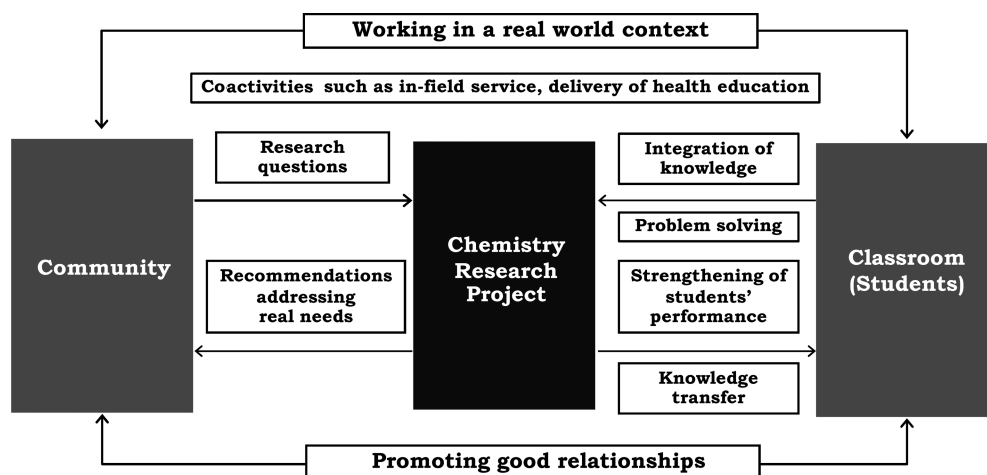 Working in a real world context
Coactivities such as in-field service, delivery of health education
Community
Research
questions
Recommendations
addressing
real needs
Chemistry
Research
Project
Integration of
knowledge
Problem solving
Strengthening of
students’
performance
Knowledge
transfer
Classroom
(Students)
Promoting good relationships